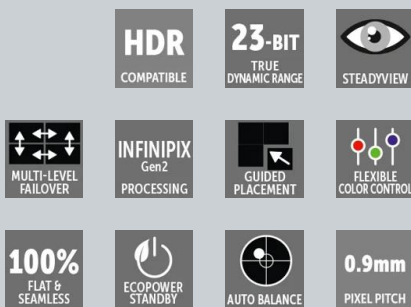 HDR
COMPATIBLE
23-BIT
TRUE
DYNAMIC RANGE
STEADYVIEW
MULTI-LEVEL
FAILOVER
INFINIPIX
Gen2
PROCESSING
GUIDED
PLACEMENT
FLEXIBLE
COLOR CONTROL
100%
FLAT &
SEAMLESS
ECOPOWER
STANDBY
AUTO BALANCE
0.9mm
PIXEL PITCH